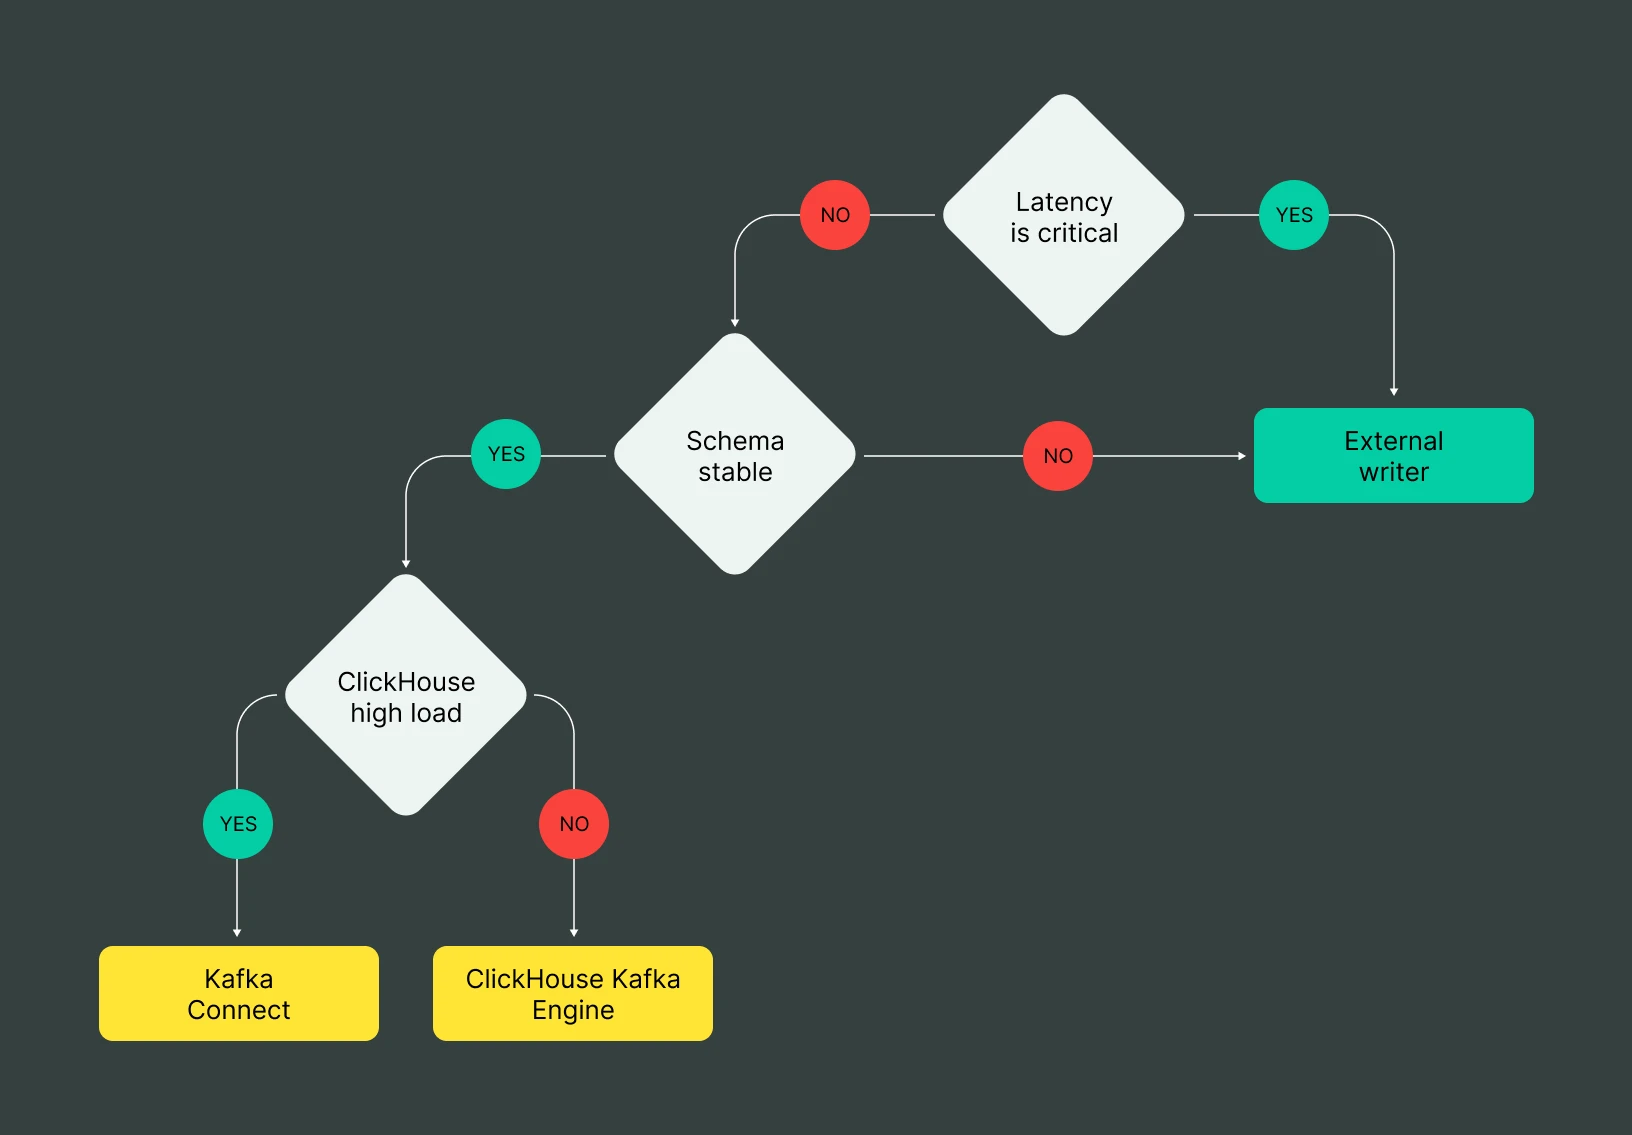 Latency
is critical
NO
YES
Schema
stable
YES
NO
External
writer
ClickHouse
high load
YES
NO
Kafka
Connect
ClickHouse Kafka
Engine